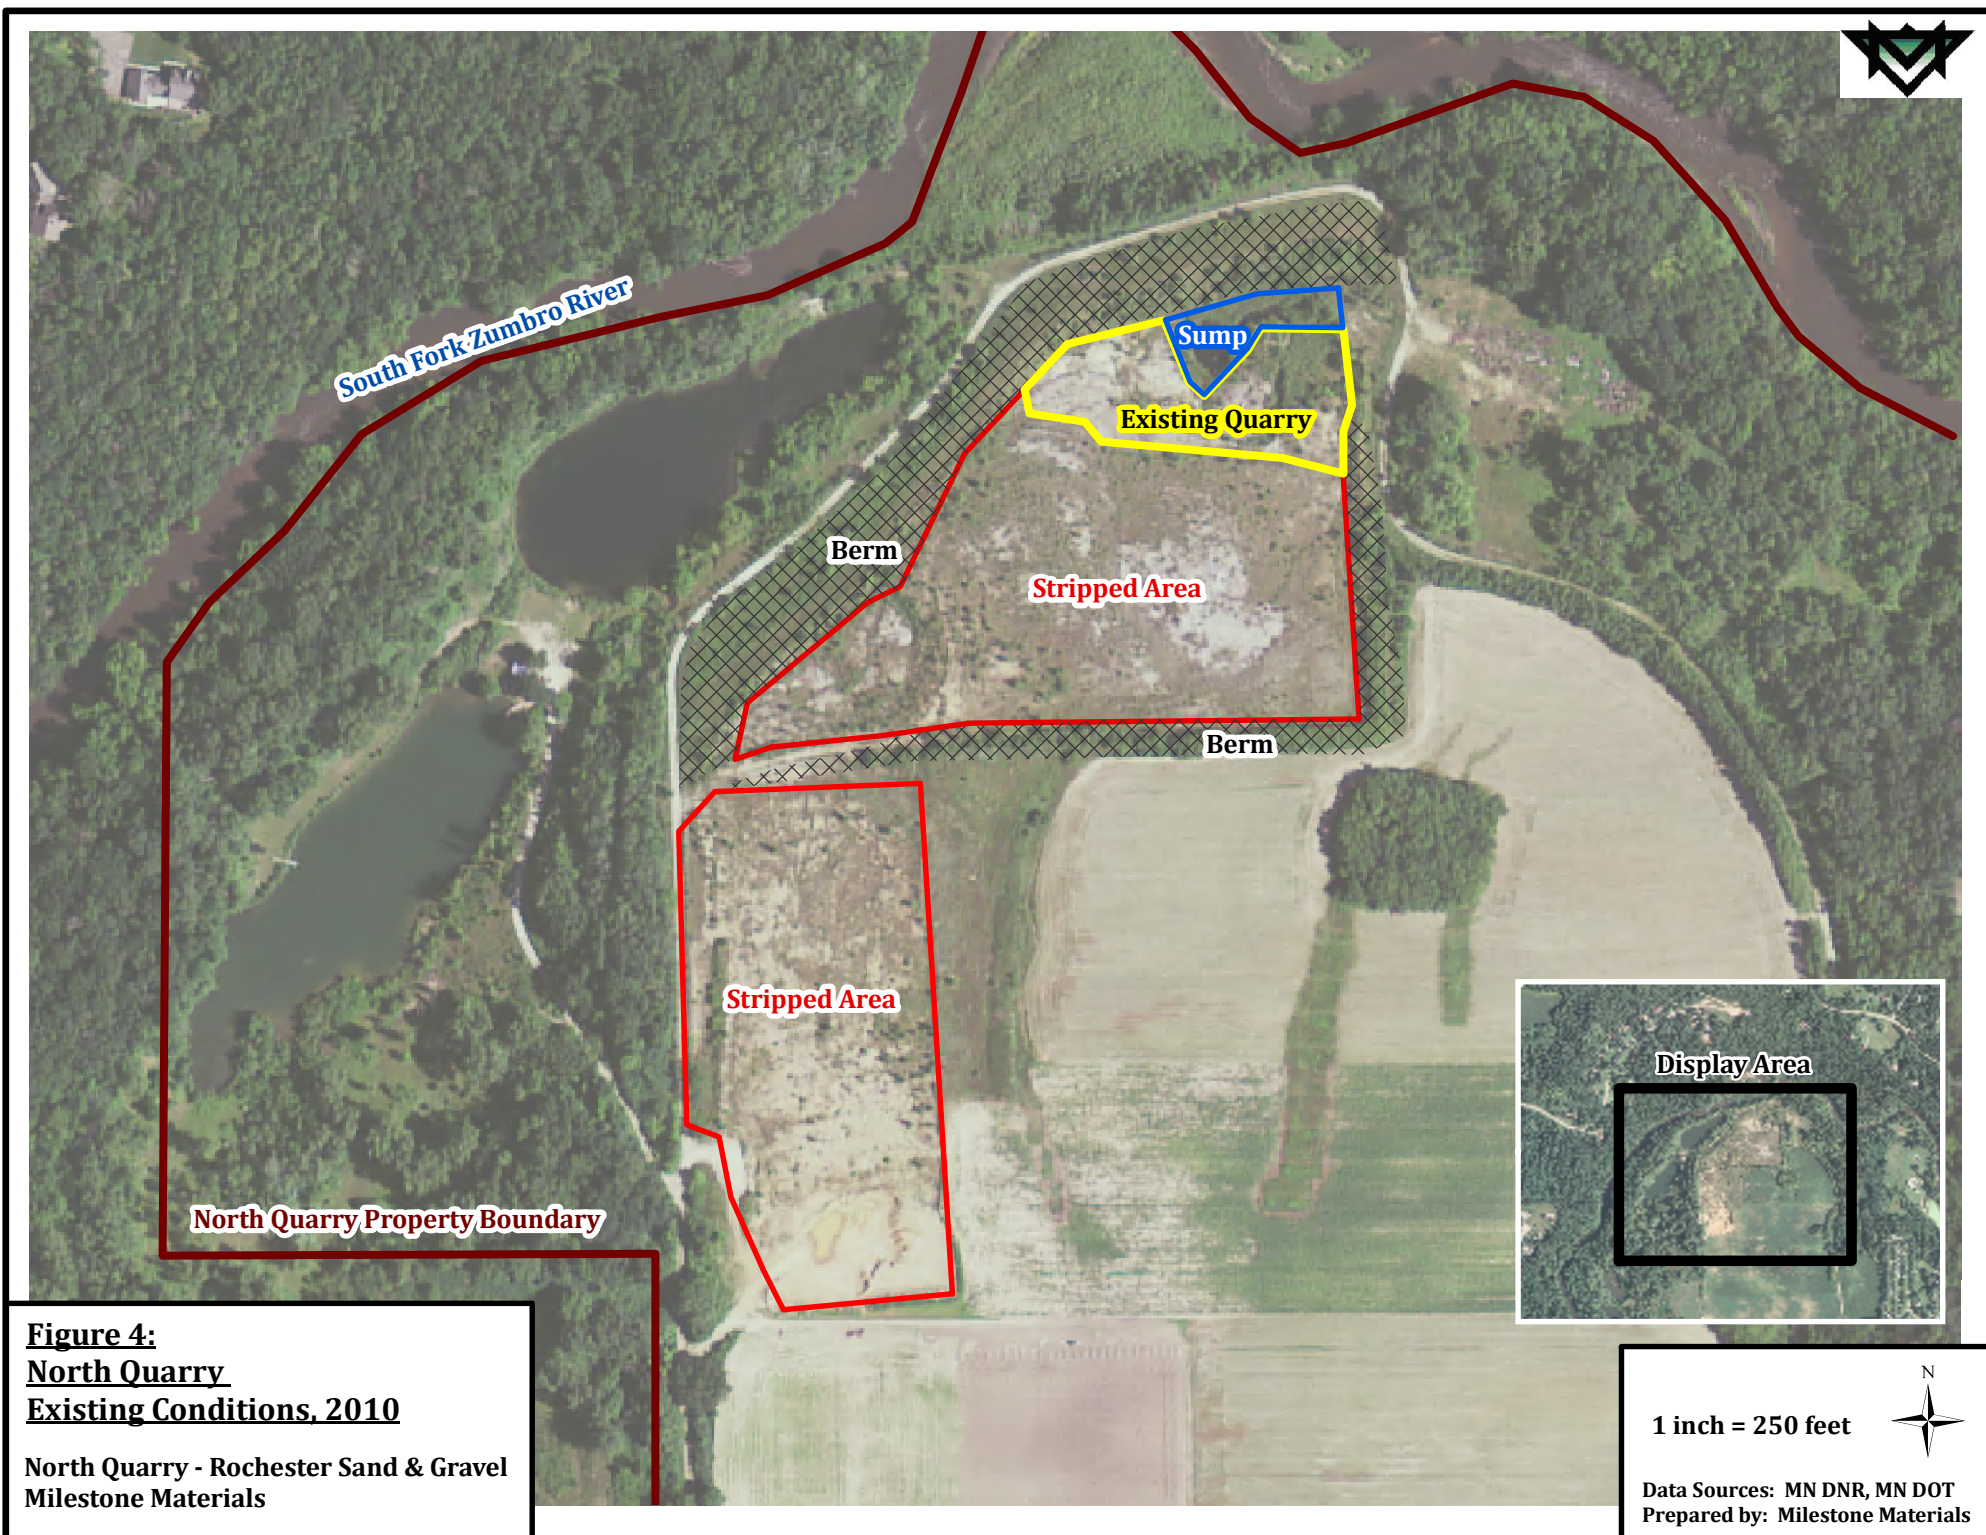 South Fork Zumbro River
Sump
Existing Quarry
Berm
Stripped Area
Berm
Stripped Area
Display Area
North Quarry Property Boundary
Figure 4:
North Quarry
Existing Conditions, 2010
North Quarry - Rochester Sand & Gravel
Milestone Materials
N
1 inch = 250 feet
Data Sources: MN DNR, MN DOT
Prepared by: Milestone Materials